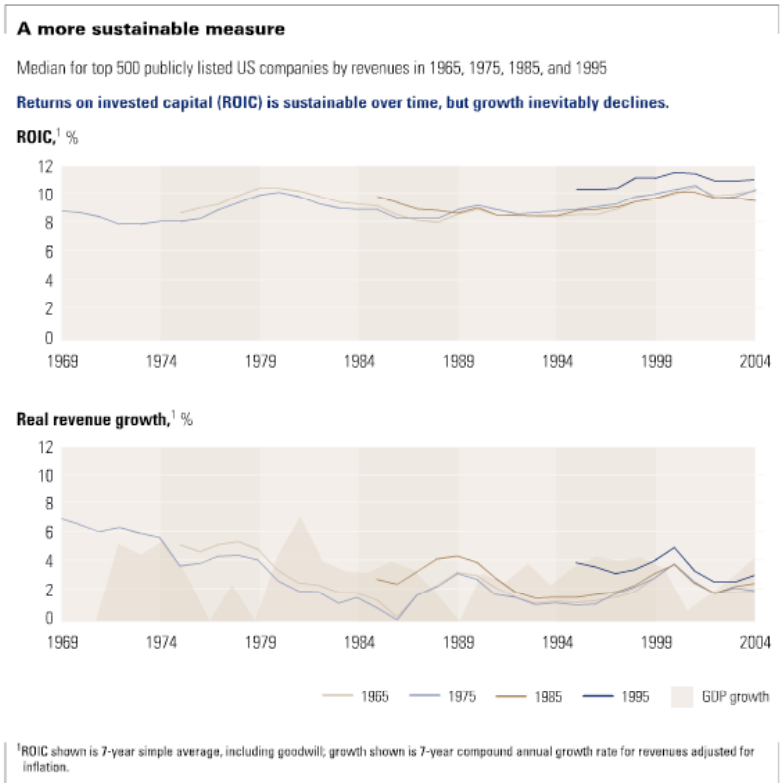 A more sustainable measure
Median for top 500 publicly listed US companies by revenues in 1965, 1975, 1985, and 1995
Returns on invested capital (ROIC) is sustainable over time, but growth inevitably declines.
ROIC,¹ %
12
10
8
6
4
2
0
1969 1974 1979 1984 1989 1994 1999 2004
Real revenue growth,¹ %
12
10
8
6
4
2
0
1969 1974 1979 1984 1989 1994 1999 2004
1965 1975 1985 1995 GDP growth
¹ROIC shown is 7-year simple average, including goodwill; growth shown is 7-year compound annual growth rate for revenues adjusted for
inflation.